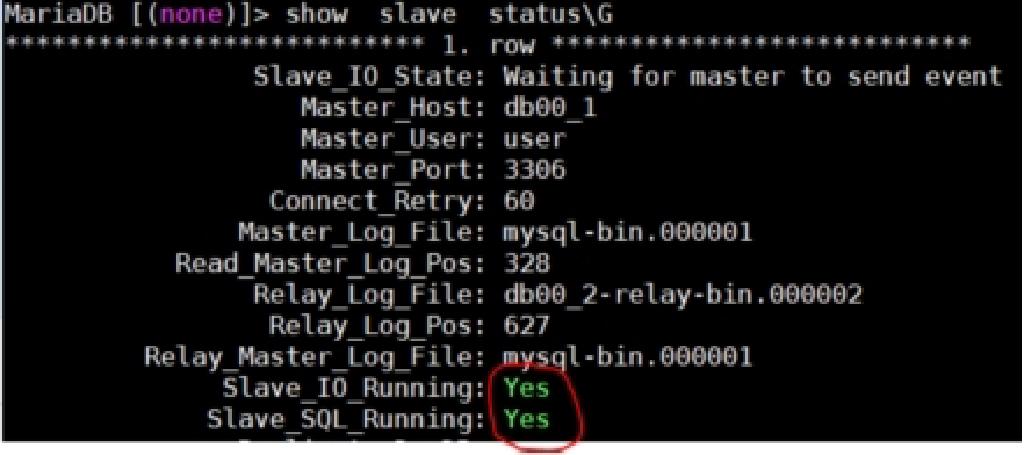 MariaDB [(none)]> show slave status\G
*************************** 1. row ***************************
Slave_IO_State: Waiting for master to send event
Master_Host: db00_1
Master_User: user
Master_Port: 3306
Connect_Retry: 60
Master_Log_File: mysql-bin.000001
Read_Master_Log_Pos: 328
Relay_Log_File: db00_2-relay-bin.000002
Relay_Log_Pos: 627
Relay_Master_Log_File: mysql-bin.000001
Slave_IO_Running: Yes
Slave_SQL_Running: Yes